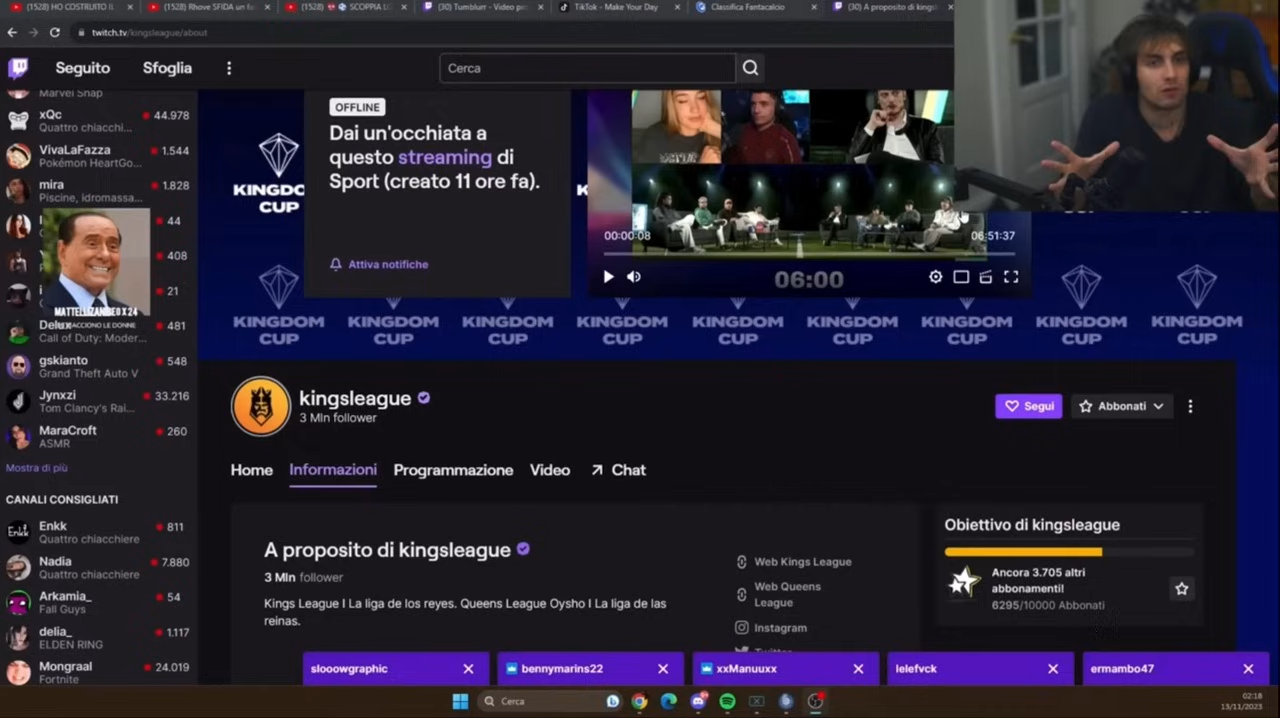 (1528) HO COSTRUITO IL
(1528) Rhove SFIDA un fa
(1528)
SCOPPIA LO
(30) Tumblurr - Video pr
TikTok - Make Your Day
Classifica Fantacalcio
(30) A proposito di kings
twitch.tv/kingsleague/about
Seguito
Sfoglia
Cerca
Marvel Snap
xQc
44.978
Quattro chiacchi...
VivaLaFazza
1.544
Pokémon HeartGo...
mira
1.828
Piscine, idromassa...
44
408
21
MATTELLIZANGEOX24
FACCIONO LE DONNE
Delux
481
Call of Duty: Moder...
gskianto
548
Grand Theft Auto V
Jynxzi
33.216
Tom Clancy's Rai...
MaraCroft
260
ASMR
Mostra di più
CANALI CONSIGLIATI
Enkk
811
Quattro chiacchiere
Nadia
7.880
Quattro chiacchiere
Arkamia_
54
Fall Guys
delia_
1.117
ELDEN RING
Mongraal
24.019
Fortnite
OFFLINE
Dai un'occhiata a
questo streaming di
Sport (creato 11 ore fa).
Attiva notifiche
00:00:08
06:51:37
06:00
KINGDOM
CUP
KINGDOM CUP
KINGDOM CUP
KINGDOM CUP
KINGDOM CUP
KINGDOM CUP
KINGDOM CUP
KINGDOM CUP
KINGDOM CUP
KINGDOM CUP
kingsleague
3 Mln follower
Segui
Abbonati
Home
Informazioni
Programmazione
Video
Chat
A proposito di kingsleague
3 Mln follower
Kings League I La liga de los reyes. Queens League Oysho I La liga de las
reinas.
Web Kings League
Web Queens
League
Instagram
Obiettivo di kingsleague
Ancora 3.705 altri
abbonamenti!
6295/10000 Abbonati
slooowgraphic
bennymarins22
xxManuuxx
lelefvck
ermambo47
Cerca
02:18
13/11/2023